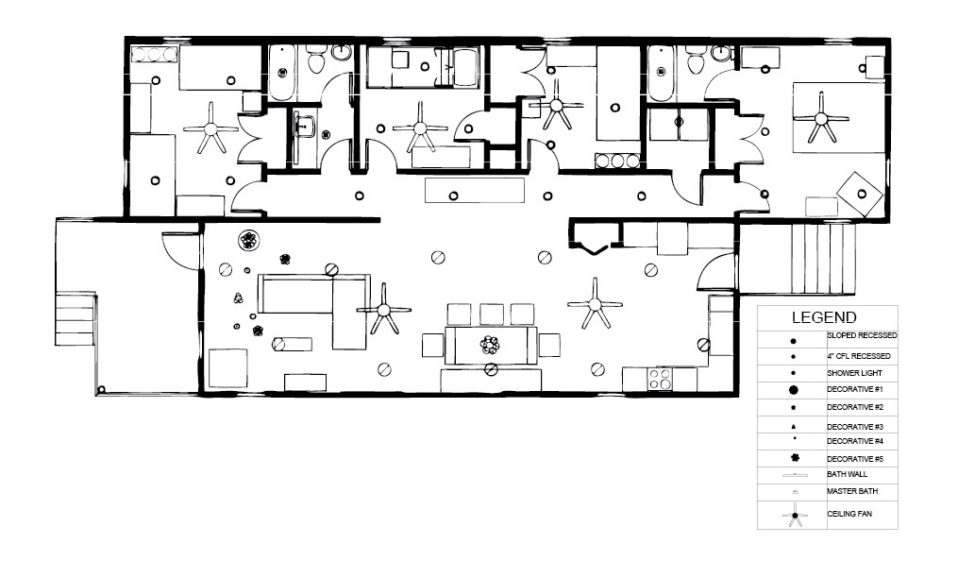 LEGEND
SLOPED RECESSED
4" CFL RECESSED
SHOWER LIGHT
DECORATIVE #1
DECORATIVE #2
DECORATIVE #3
DECORATIVE #4
DECORATIVE #5
BATH WALL
MASTER BATH
CEILING FAN